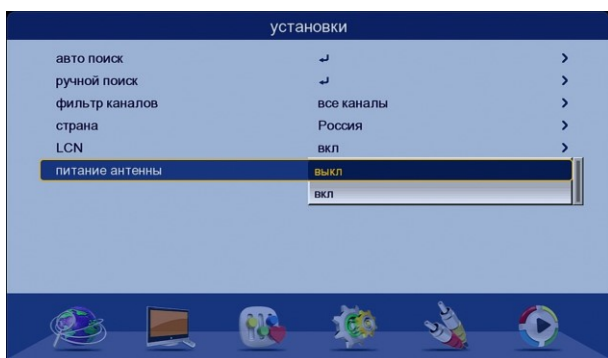 установки
авто поиск
ручной поиск
фильтр каналов все каналы
страна Россия
LCN вкл
питание антенны выкл
вкл